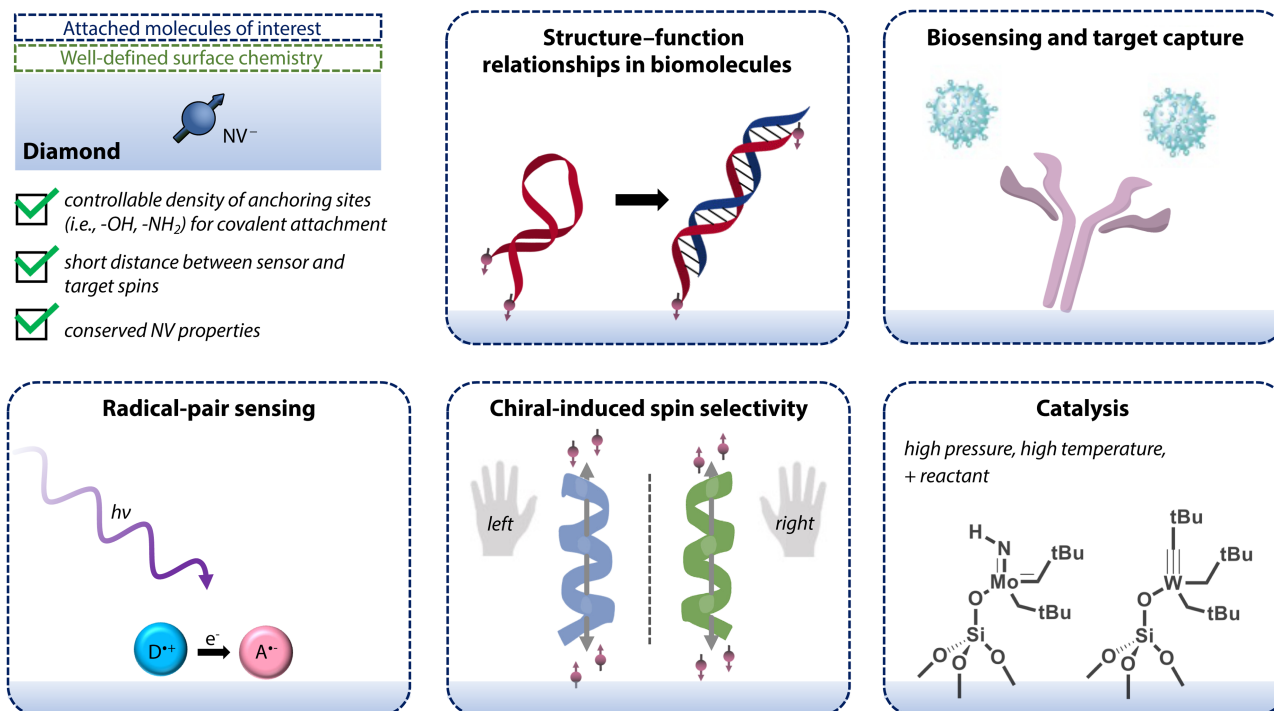 Attached molecules of interest
Well-defined surface chemistry
NV⁻
Diamond
controllable density of anchoring sites
(i.e., -OH, -NH₂) for covalent attachment
short distance between sensor and
target spins
conserved NV properties
Structure–function
relationships in biomolecules
Biosensing and target capture
Radical-pair sensing
hν
D•+
e⁻
A•-
Chiral-induced spin selectivity
left
right
Catalysis
high pressure, high temperature,
+ reactant
H
N
tBu
Mo
O
tBu
Si
O
O
O
tBu
tBu
W
O
tBu
Si
O
O
O